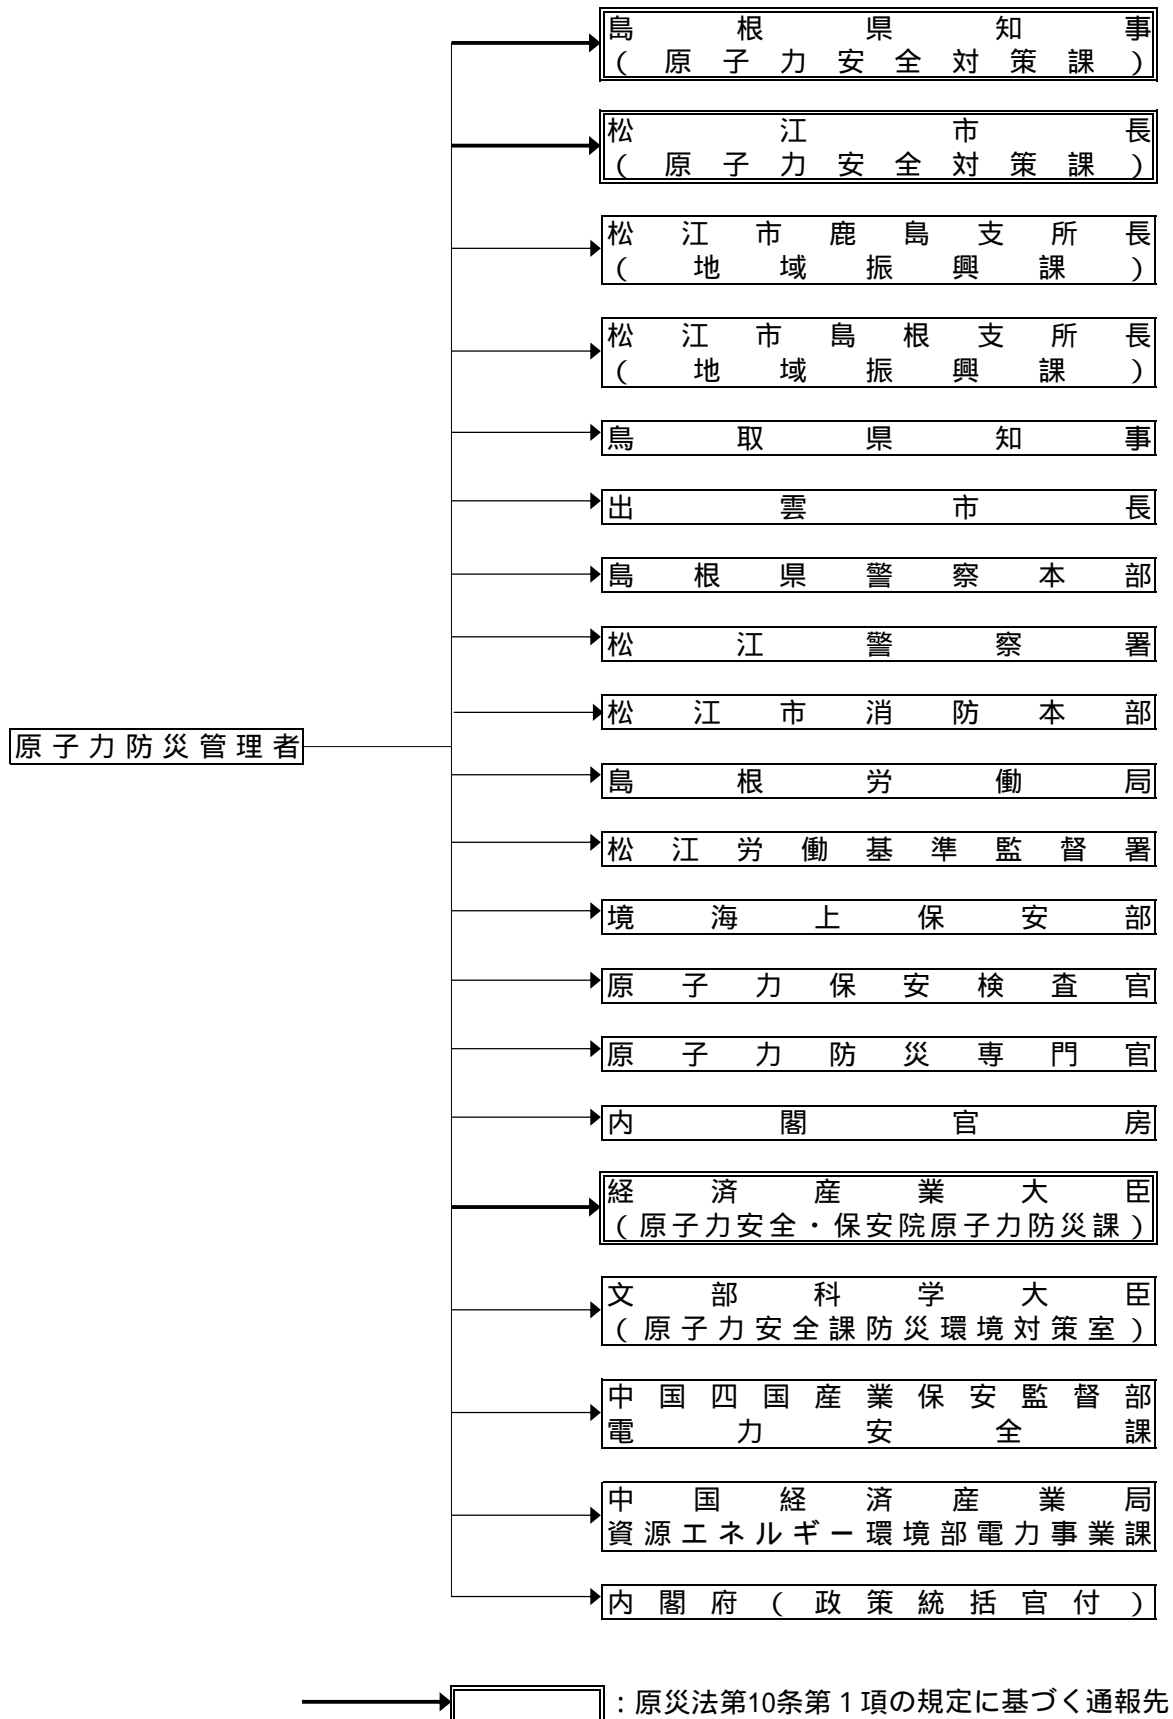 島根県知事
(原子力安全対策課)
松江市長
(原子力安全対策課)
松江市鹿島支所長
(地域振興課)
松江市島根支所長
(地域振興課)
鳥取県知事
出雲市長
島根県警察本部
松江警察署
松江市消防本部
原子力防災管理者
島根労働局
松江労働基準監督署
境海上保安部
原子力保安検査官
原子力防災専門官
内閣官房
経済産業大臣
(原子力安全・保安院原子力防災課)
文部科学大臣
(原子力安全課防災環境対策室)
中国四国産業保安監督部
電力安全課
中国経済産業局
資源エネルギー環境部電力事業課
内閣府(政策統括官付)
:原災法第10条第1項の規定に基づく通報先